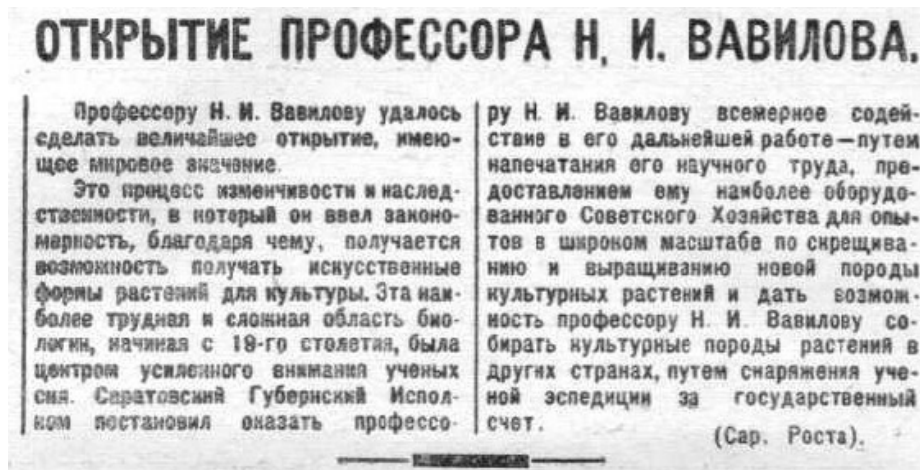 ОТКРЫТИЕ ПРОФЕССОРА Н. И. ВАВИЛОВА.
Профессору Н. И. Вавилову удалось
сделать величайшее открытие, имею-
щее мировое значение.
Это процесс изменчивости и наслед-
ственности, в который он ввел законо-
мерность, благодаря чему, получается
возможность получать искусственные
формы растений для культуры. Эта наи-
более трудная и сложная область био-
логии, начиная с 19-го столетия, была
центром усиленного внимания ученых
сил. Саратовский Губернский Испол-
ком постановил оказать профессо-
ру Н. И. Вавилову всемерное содей-
ствие в его дальнейшей работе—путем
напечатания его научного труда, пре-
доставлением ему наиболее оборудо-
ванного Советского Хозяйства для опы-
тов в широком масштабе по скрещива-
нию и выращиванию новой породы
культурных растений и дать возмож-
ность профессору Н. И. Вавилову со-
бирать культурные породы растений в
других странах, путем снаряжения уче-
ной эспедиции за государственный
счет.
(Сар. Роста).